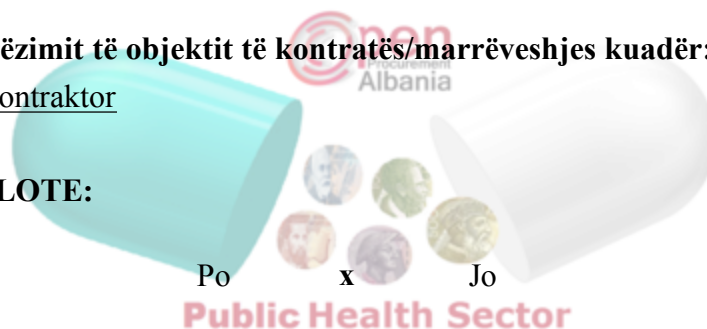 ëzimit të objektit të kontratës/marrëveshjes kuadër:
Open
Procurement
Albania
ontraktor
LOTE:
Po x Jo
Public Health Sector